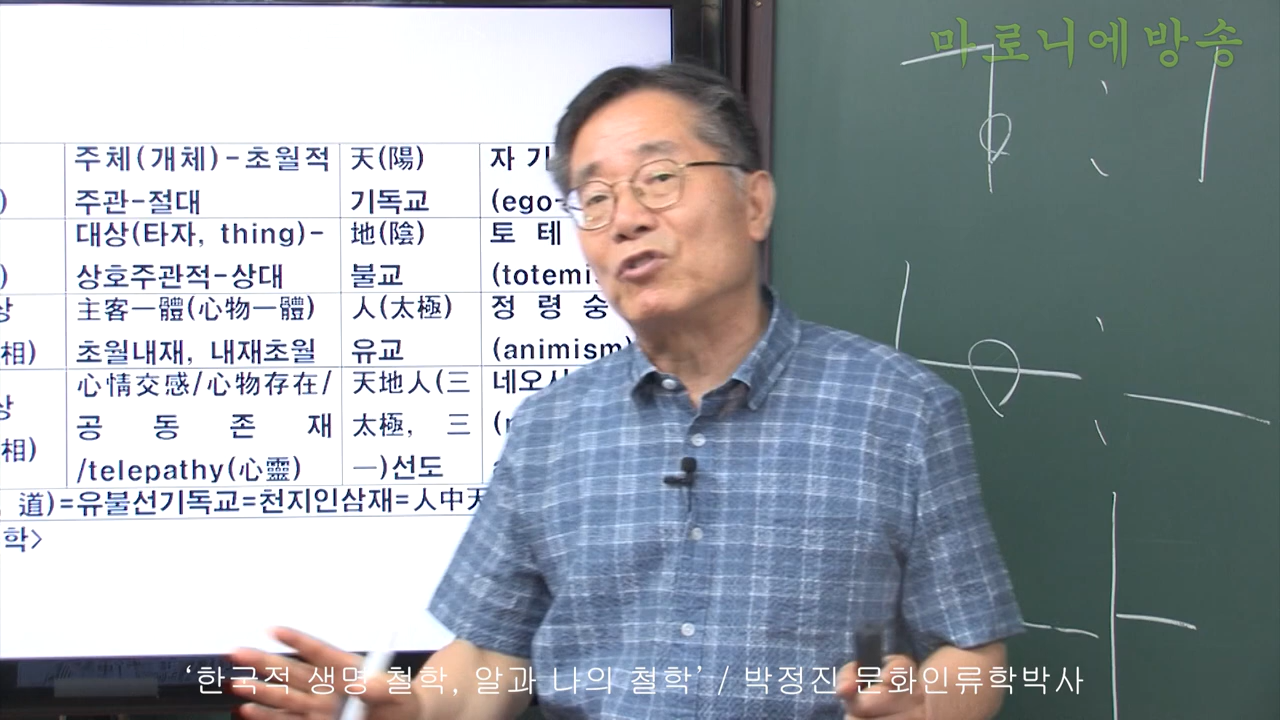 마로니에방송
주체(개체)-초월적 天(陽) 자 기
주관-절대 기독교 (ego-
대상(타자, thing)- 地(陰) 토 테
상호주관적-상대 불교 (totemis
主客一體(心物一體) 人(太極) 정 령 숭
相) 초월내재, 내재초월 유교 (animism)
心情交感/心物存在/ 天地人(三 네오샤
공 동 존 재 太極, 三
相) /telepathy(心靈) 一)선도
道)=유불선기독교=천지인삼재=人中天
학>
‘한국적 생명 철학, 알과 나의 철학’ / 박정진 문화인류학박사